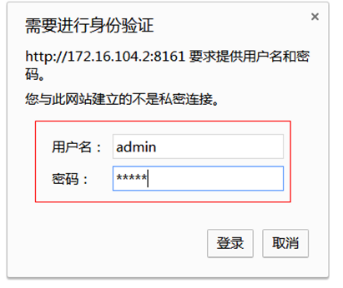 需要进行身份验证
http://172.16.104.2:8161 要求提供用户名和密
码。
您与此网站建立的不是私密连接。
用户名： admin
密码： *****
登录 取消